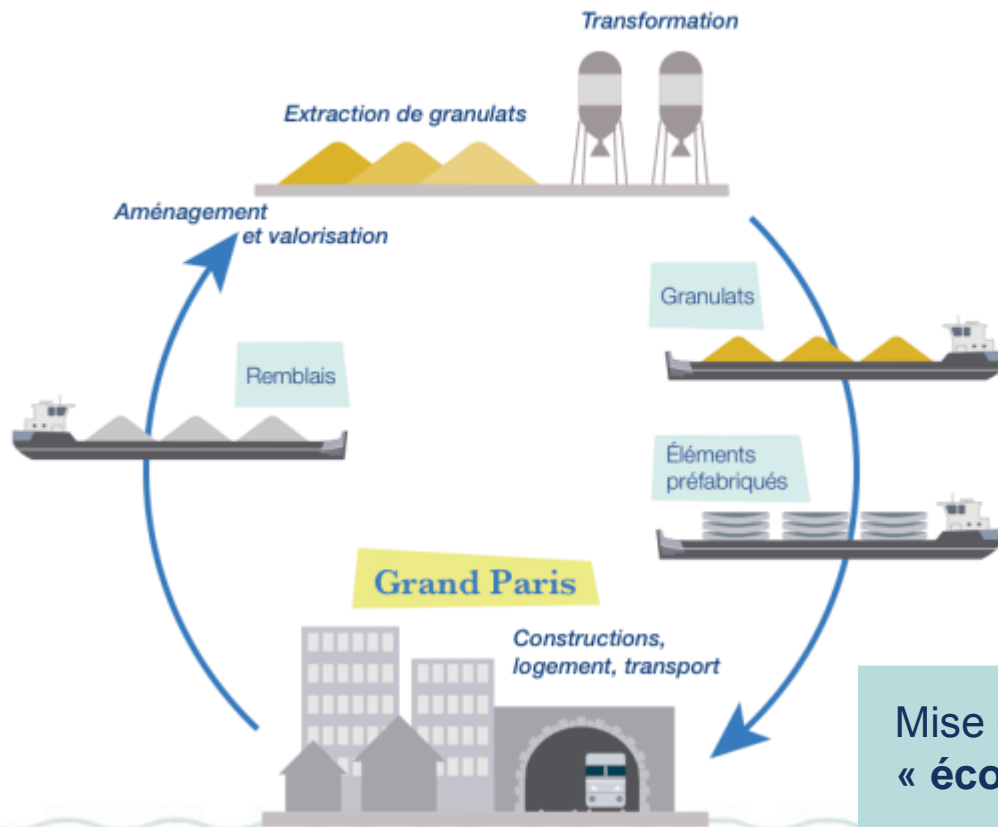 Transformation
Extraction de granulats
Aménagement
et valorisation
Granulats
Remblais
Éléments
préfabriqués
Grand Paris
Constructions,
logement, transport
Mise
« éco